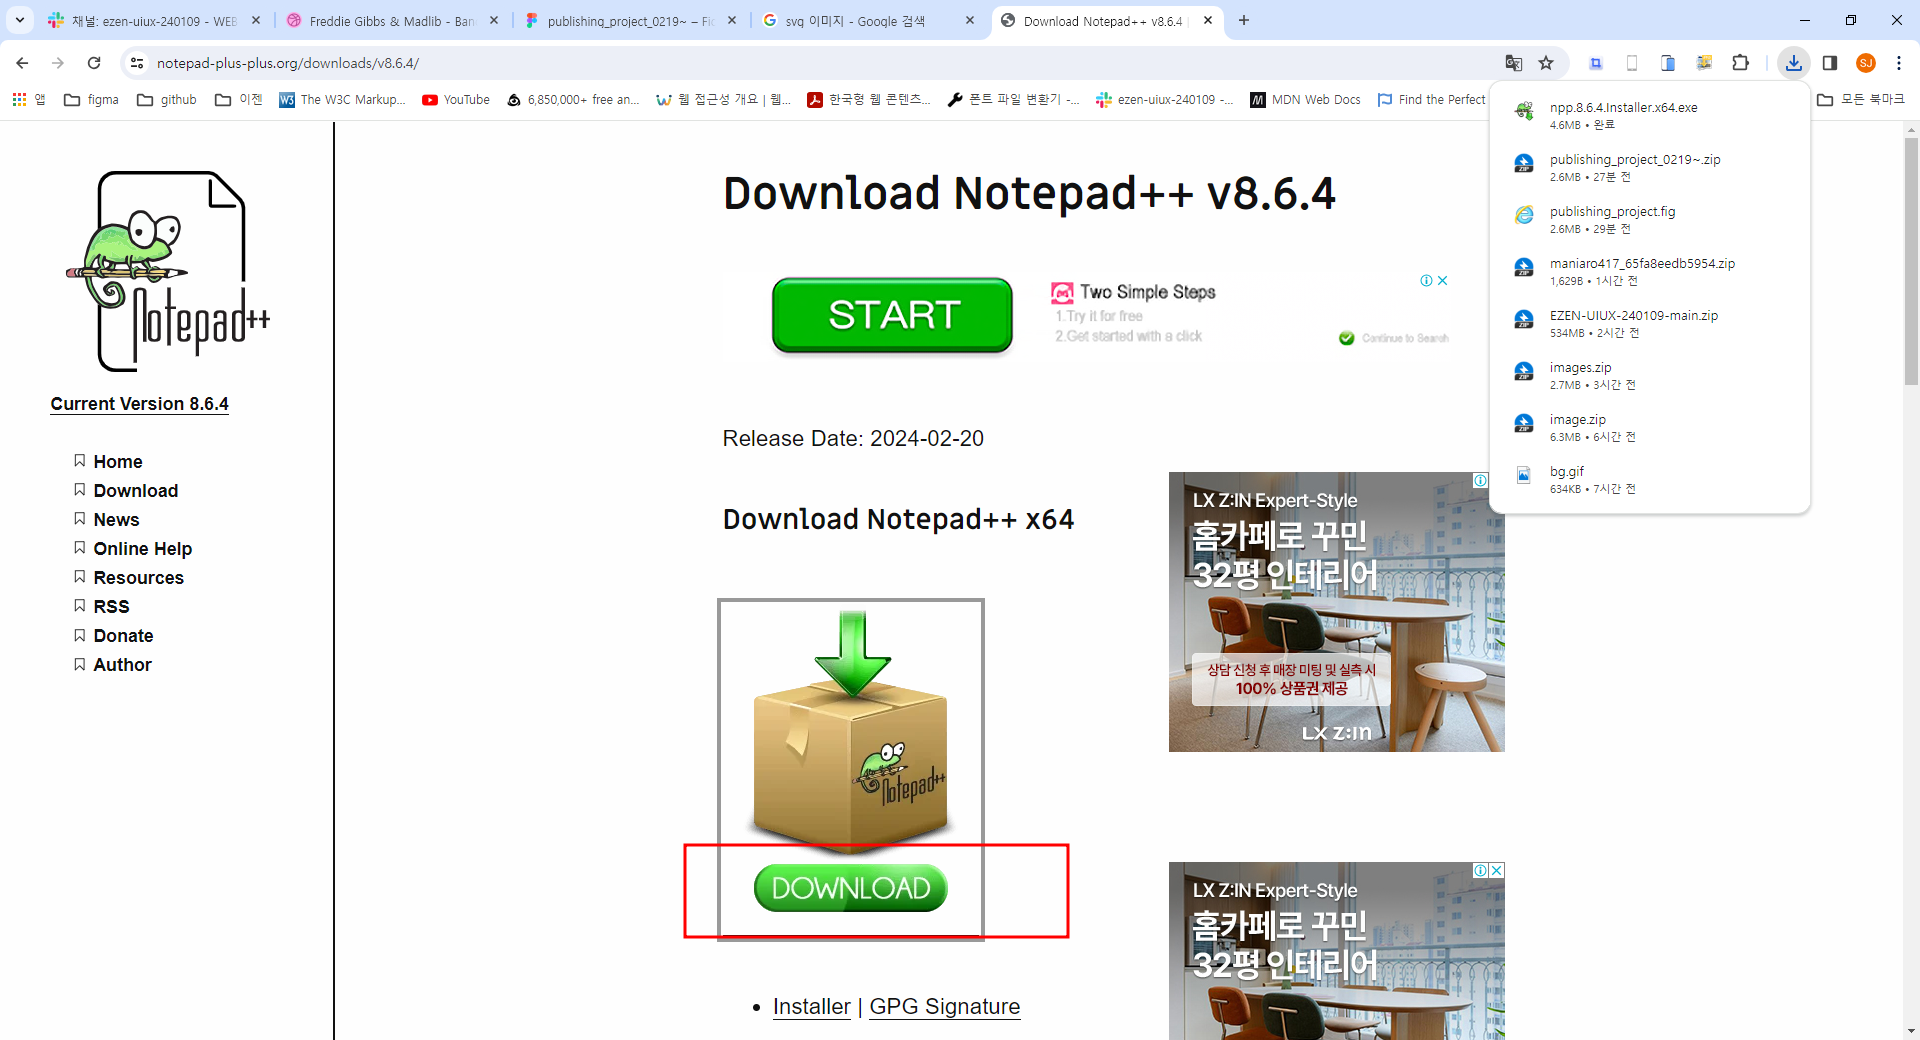 채널: ezen-uiux-240109 - WEB
Freddie Gibbs & Madlib - Ban
publishing_project_0219~ – Fig
svg 이미지 - Google 검색
Download Notepad++ v8.6.4 |
notepad-plus-plus.org/downloads/v8.6.4/
SJ
앱
figma
github
이젠
W3
The W3C Markup...
YouTube
6,850,000+ free an...
웹 접근성 개요 | 웹...
한국형 웹 콘텐츠...
폰트 파일 변환기 -...
ezen-uiux-240109 -...
MDN Web Docs
Find the Perfect
모든 북마크
npp.8.6.4.Installer.x64.exe
4.6MB • 완료
publishing_project_0219~.zip
2.6MB • 27분 전
publishing_project.fig
2.6MB • 29분 전
maniaro417_65fa8eedb5954.zip
1,629B • 1시간 전
EZEN-UIUX-240109-main.zip
534MB • 2시간 전
images.zip
2.7MB • 3시간 전
image.zip
6.3MB • 6시간 전
bg.gif
634KB • 7시간 전
Notepad++
Current Version 8.6.4
Home
Download
News
Online Help
Resources
RSS
Donate
Author
Download Notepad++ v8.6.4
START
Two Simple Steps
1.Try it for free
2.Get started with a click
Continue to Search
Release Date: 2024-02-20
Download Notepad++ x64
Notepad++
DOWNLOAD
Installer | GPG Signature
LX Z:IN Expert-Style
홈카페로 꾸민
32평 인테리어
상담 신청 후 매장 미팅 및 실측 시
100% 상품권 제공
LX Z:IN
LX Z:IN Expert-Style
홈카페로 꾸민
32평 인테리어